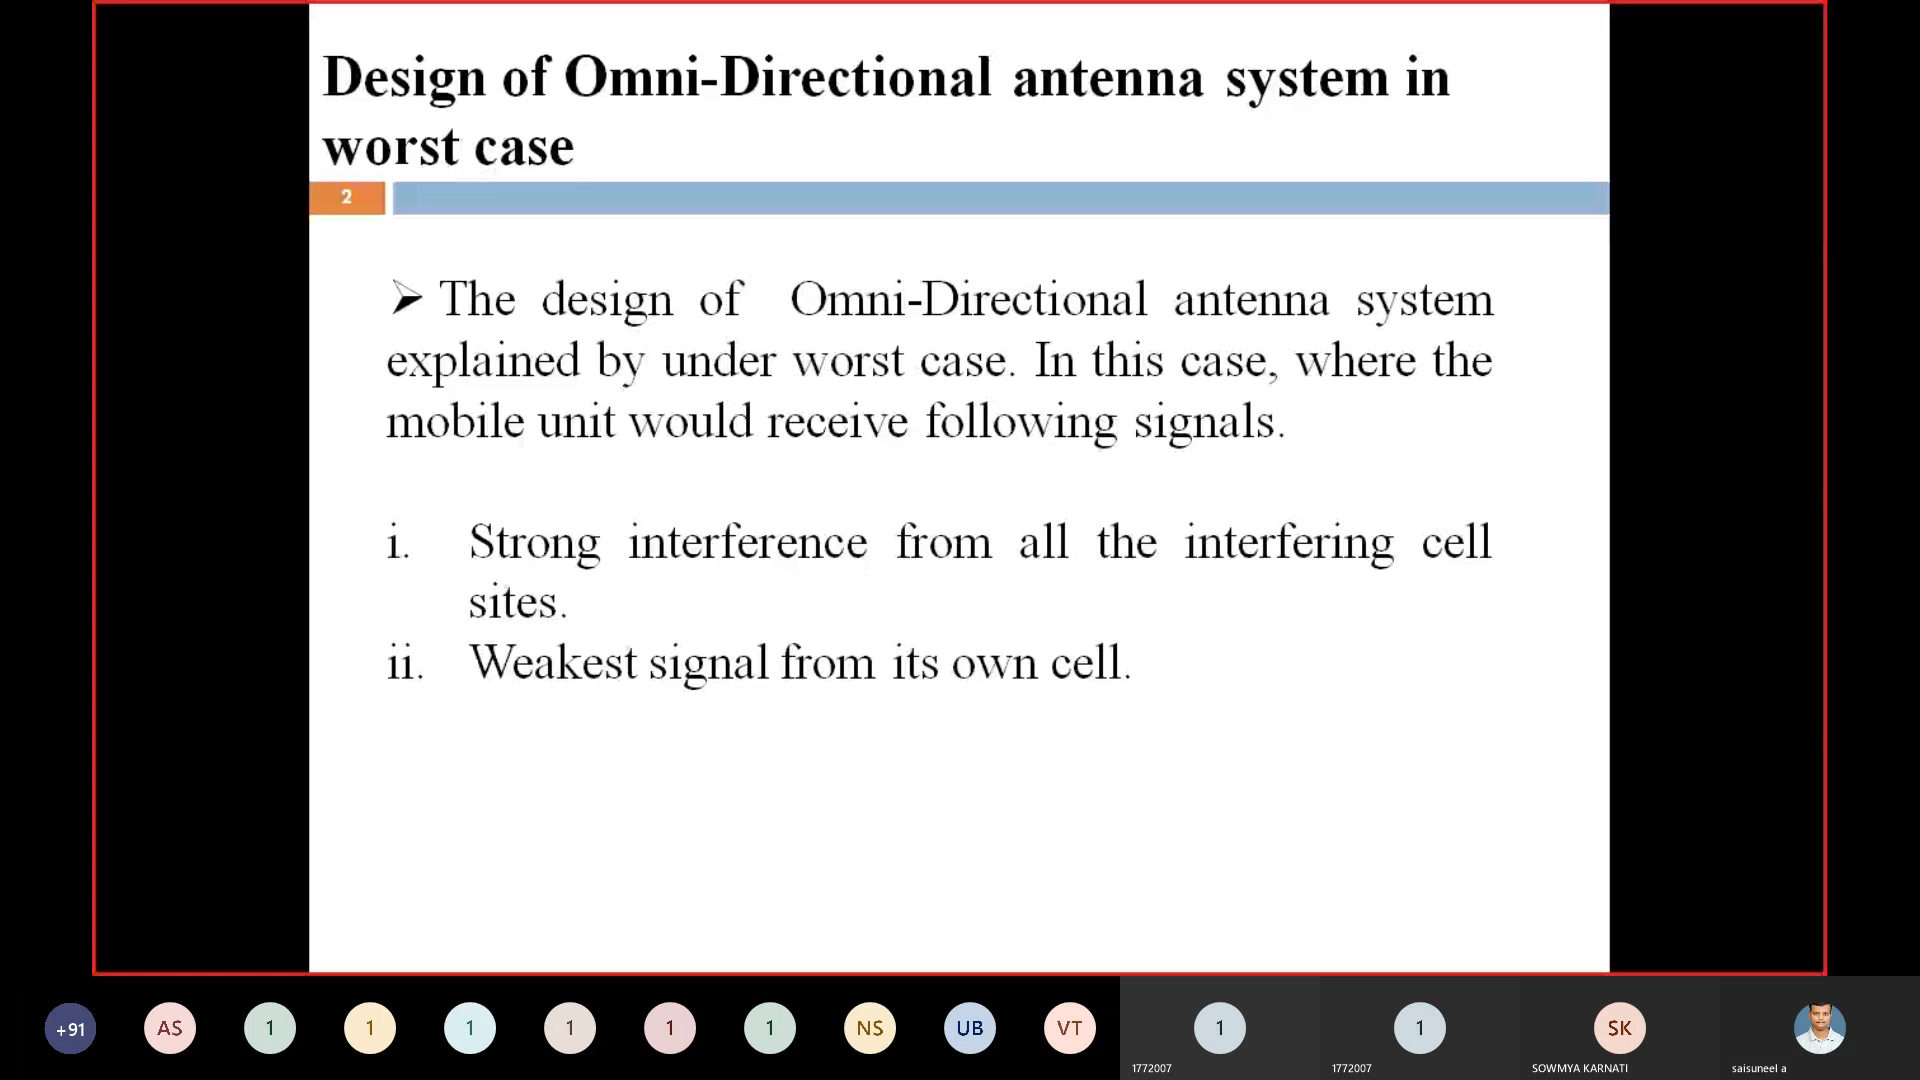 Design of Omni-Directional antenna system in
worst case
2
➢ The design of Omni-Directional antenna system
explained by under worst case. In this case, where the
mobile unit would receive following signals.
i. Strong interference from all the interfering cell
sites.
ii. Weakest signal from its own cell.
+91 AS 1 1 1 1 1 1 NS UB VT 1 1 SK
1772007 1772007 SOWMYA KARNATI saisuneel a